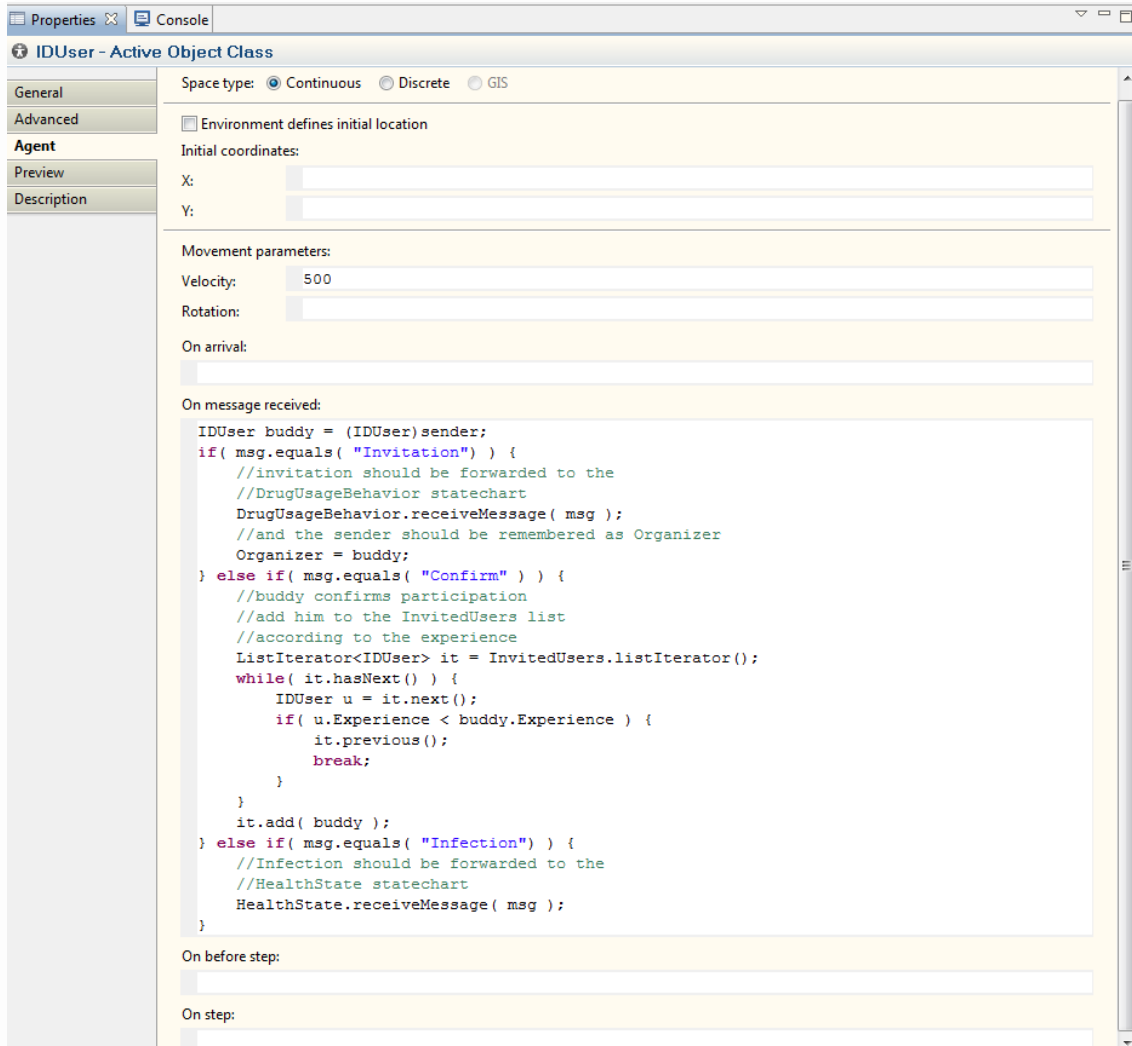 Properties Console
IDUser - Active Object Class
General
Advanced
Agent
Preview
Description
Space type: Continuous Discrete GIS
Environment defines initial location
Initial coordinates:
X:
Y:
Movement parameters:
Velocity: 500
Rotation:
On arrival:
On message received:
IDUser buddy = (IDUser)sender;
if( msg.equals( "Invitation") ) {
    //invitation should be forwarded to the
    //DrugUsageBehavior statechart
    DrugUsageBehavior.receiveMessage( msg );
    //and the sender should be remembered as Organizer
    Organizer = buddy;
} else if( msg.equals( "Confirm" ) ) {
    //buddy confirms participation
    //add him to the InvitedUsers list
    //according to the experience
    ListIterator<IDUser> it = InvitedUsers.listIterator();
    while( it.hasNext() ) {
        IDUser u = it.next();
        if( u.Experience < buddy.Experience ) {
            it.previous();
            break;
        }
    }
    it.add( buddy );
} else if( msg.equals( "Infection") ) {
    //Infection should be forwarded to the
    //HealthState statechart
    HealthState.receiveMessage( msg );
}
On before step:
On step: